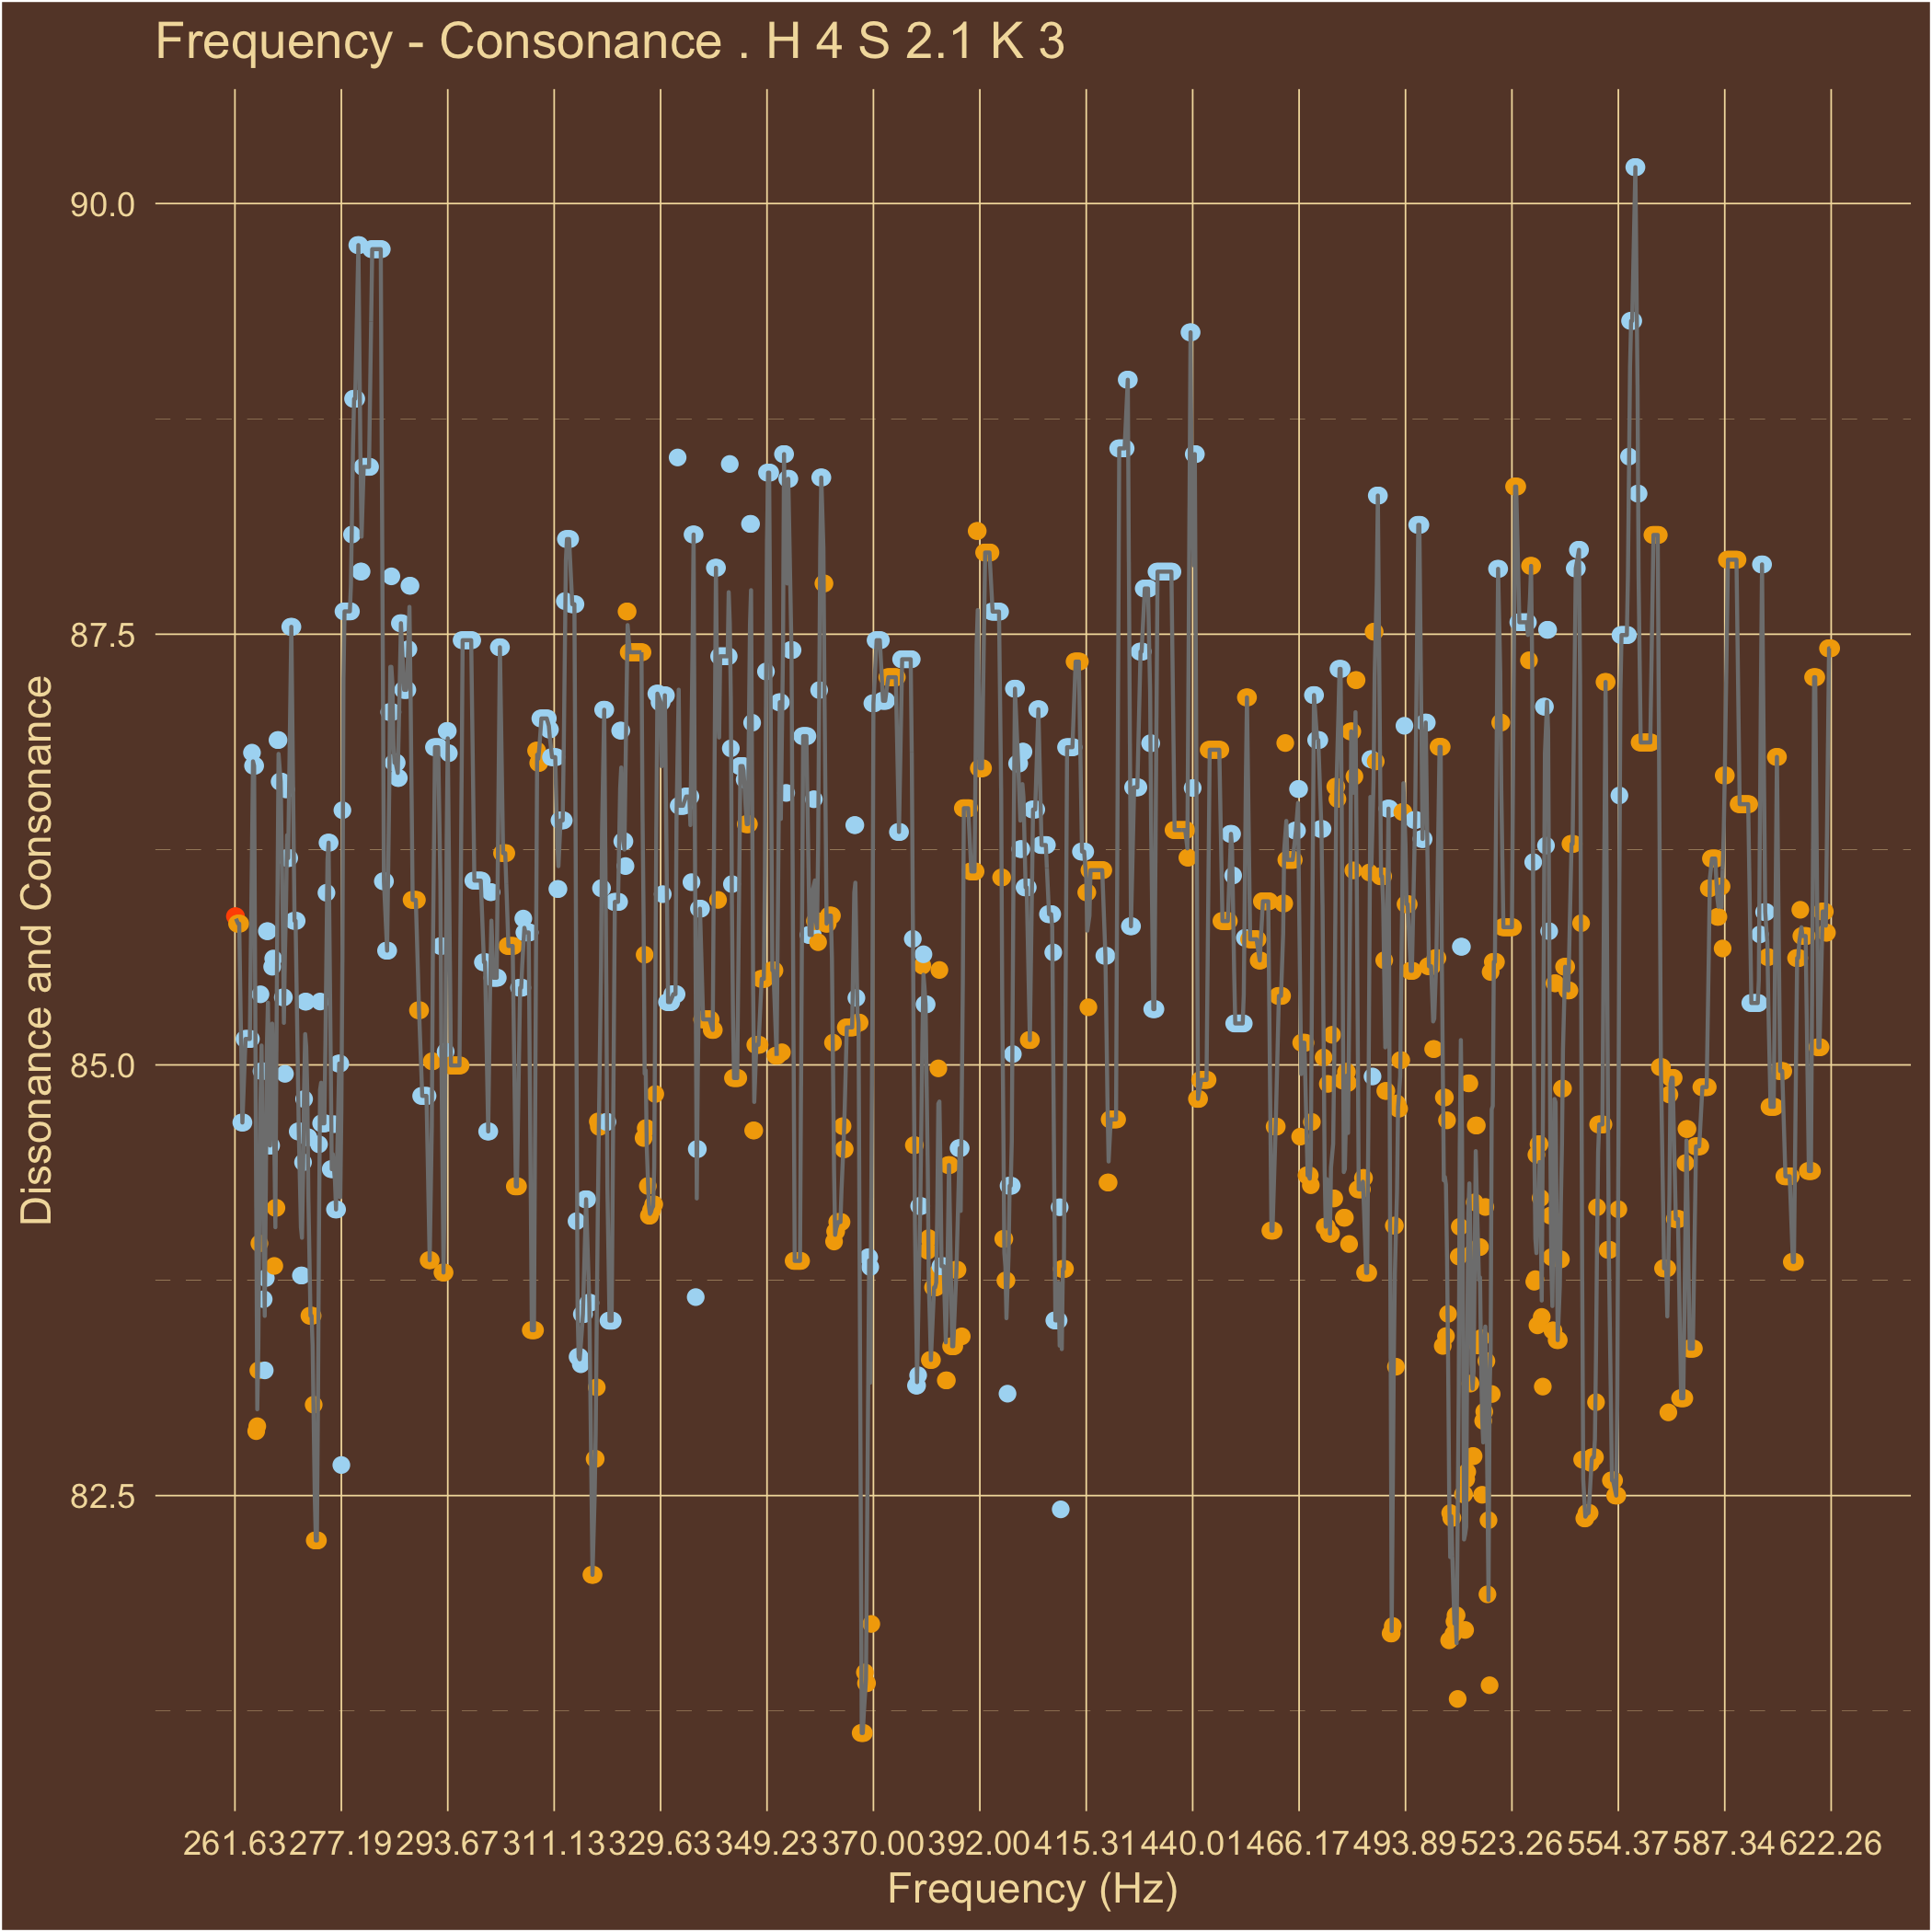 Frequency - Consonance . H 4 S 2.1 K 3
Dissonance and Consonance
90.0
87.5
85.0
82.5
261.63 277.19 293.67 311.13 329.63 349.23 370.00 392.00 415.31 440.01 466.17 493.89 523.26 554.37 587.34 622.26
Frequency (Hz)